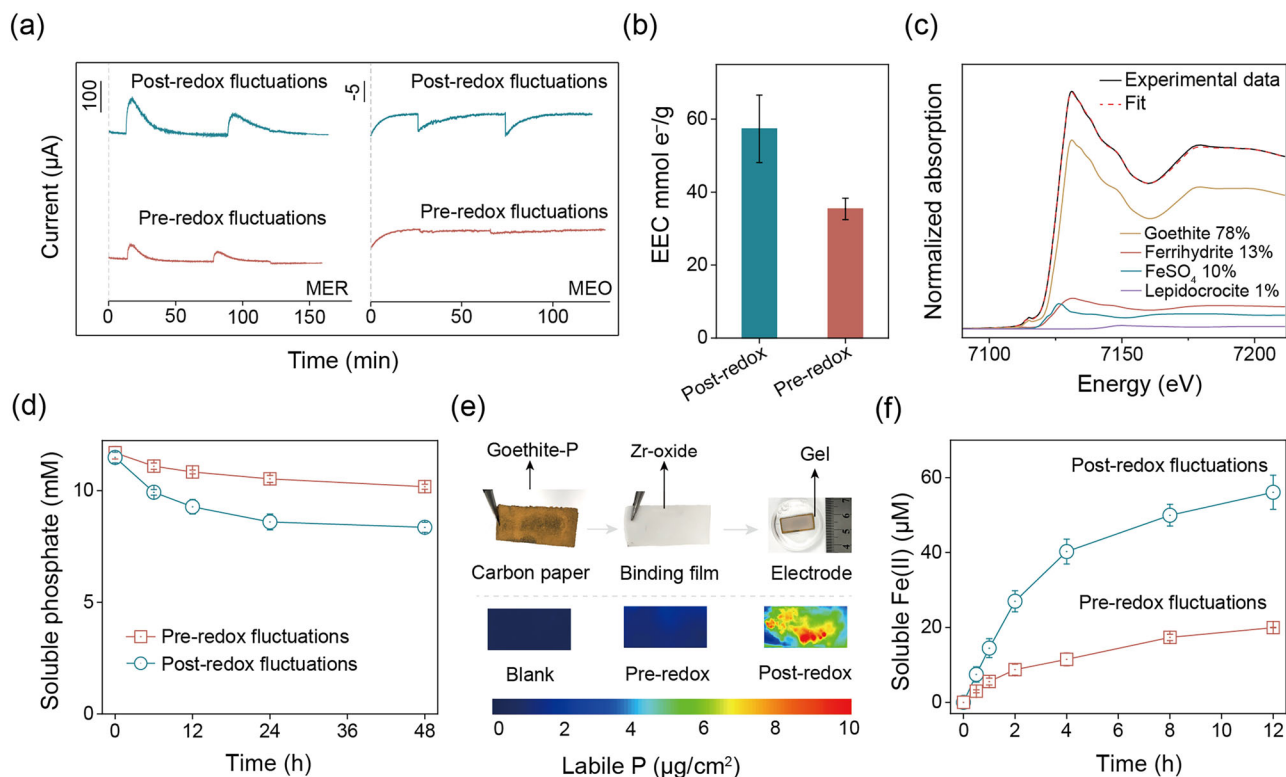 (a)
Post-redox fluctuations
Pre-redox fluctuations
100
MER
Post-redox fluctuations
Pre-redox fluctuations
-5
MEO
Current (μA)
0 50 100 150
0 50 100
Time (min)
(b)
EEC mmol e⁻/g
60
40
20
0
Post-redox
Pre-redox
(c)
Normalized absorption
Experimental data
Fit
Goethite 78%
Ferrihydrite 13%
FeSO₄ 10%
Lepidocrocite 1%
7100 7150 7200
Energy (eV)
(d)
Soluble phosphate (mM)
10
5
0
Pre-redox fluctuations
Post-redox fluctuations
0 12 24 36 48
Time (h)
(e)
Goethite-P
Zr-oxide
Gel
4 5 6 7
Carbon paper
Binding film
Electrode
Blank
Pre-redox
Post-redox
0 2 4 6 8 10
Labile P (μg/cm²)
(f)
Soluble Fe(II) (μM)
60
40
20
0
Post-redox fluctuations
Pre-redox fluctuations
0 2 4 6 8 10 12
Time (h)